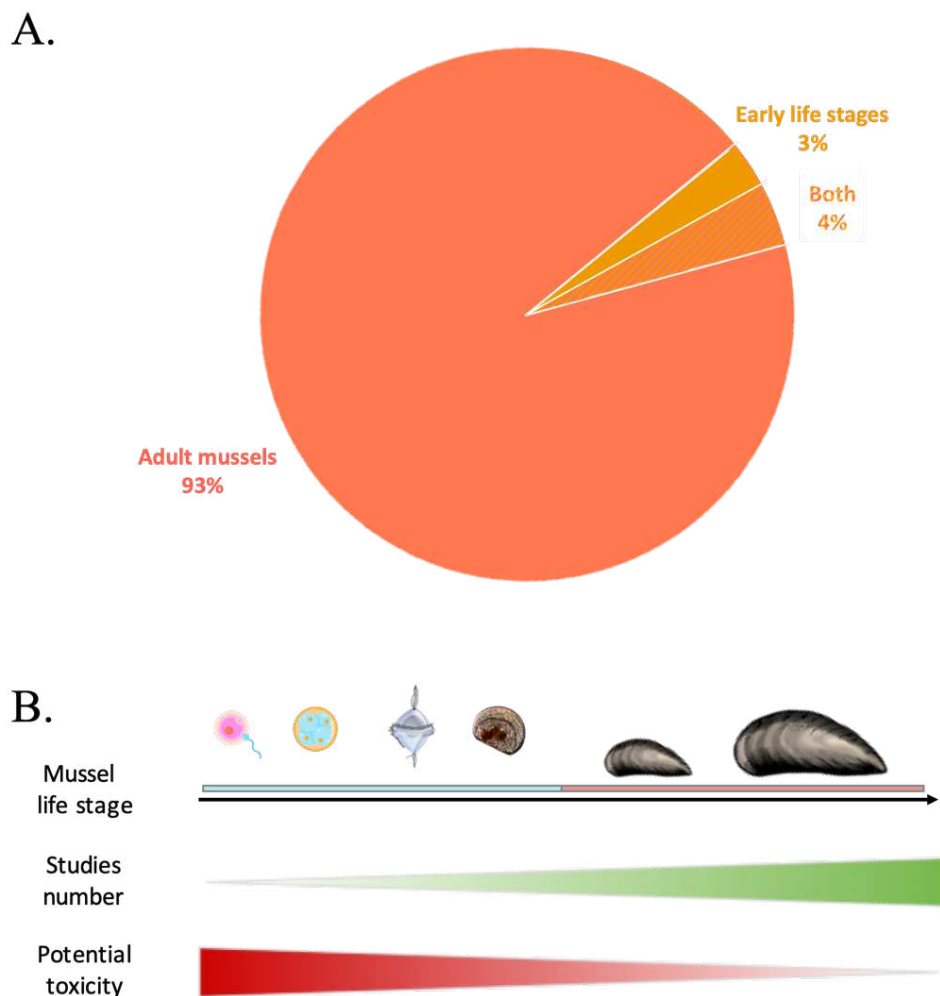 A.
Early life stages
3%
Both
4%
Adult mussels
93%
B.
Mussel
life stage
Studies
number
Potential
toxicity